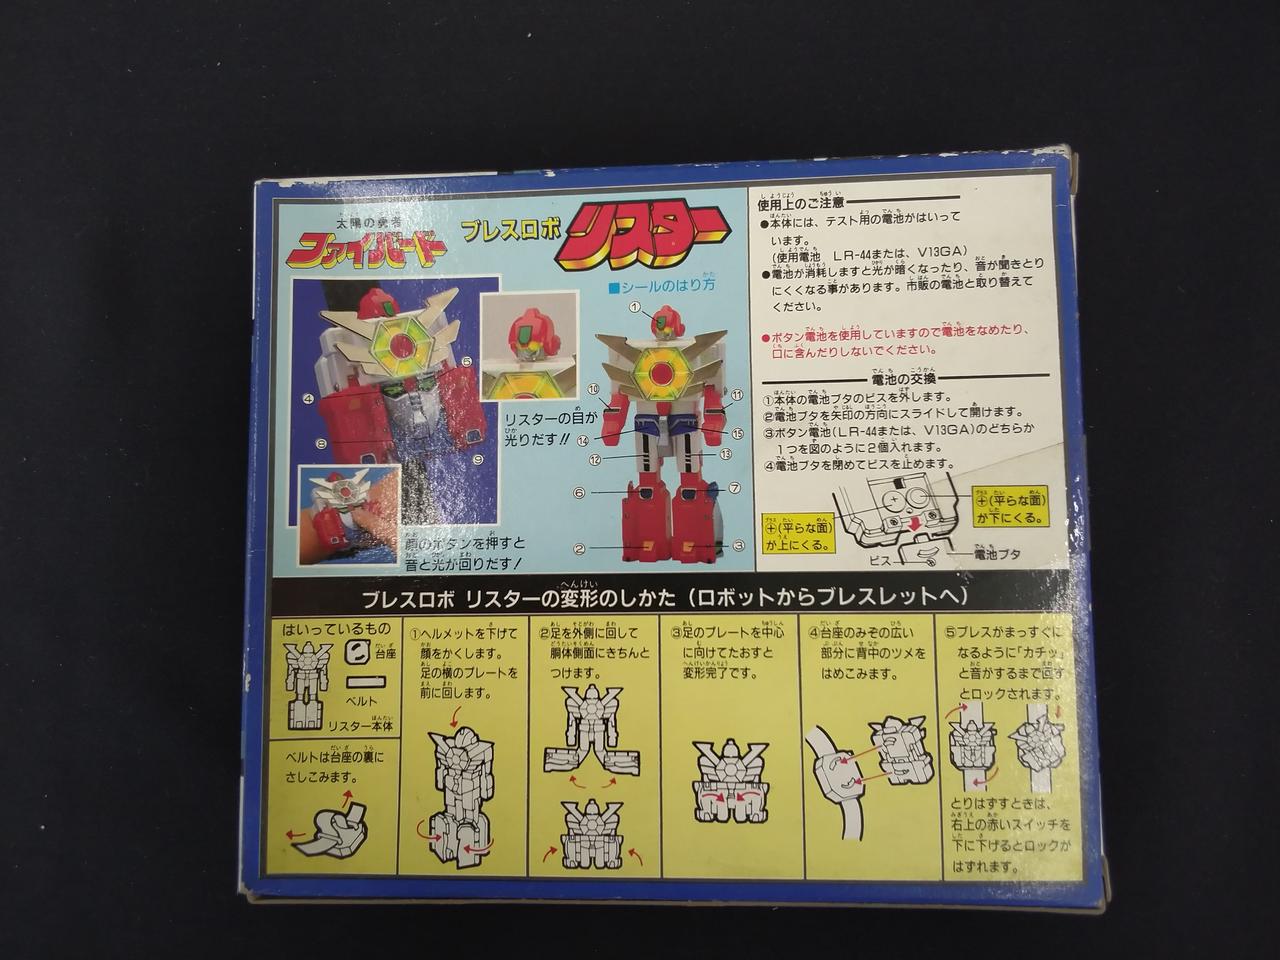 太陽の勇者
ファイバード
ブレスロボ
リスター
■シールのはり方
①
⑩
⑪
⑭
⑮
⑫
⑬
⑥
⑦
②
③
④
⑤
⑧
⑨
リスターの目が
光りだす!!
顔のボタンを押すと
音と光が回りだす!
使用上のご注意
●本体には、テスト用の電池がはいって
います。
(使用電池 LR-44または、V13GA)
●電池が消耗しますと光が暗くなったり、音が聞きとり
にくくなる事があります。市販の電池と取り替えて
ください。
●ボタン電池を使用していますので電池をなめたり、
口に含んだりしないでください。
電池の交換
①本体の電池ブタのビスを外します。
②電池ブタを矢印の方向にスライドして開けます。
③ボタン電池(LR-44または、V13GA)のどちらか
1つを図のように2個入れます。
④電池ブタを閉めてビスを止めます。
⊕(平らな面)
が上にくる。
⊕(平らな面)
が下にくる。
ビス
電池ブタ
ブレスロボ リスターの変形のしかた(ロボットからブレスレットへ)
はいっているもの
台座
ベルト
リスター本体
ベルトは台座の裏に
さしこみます。
①ヘルメットを下げて
顔をかくします。
足の横のプレートを
前に回します。
②足を外側に回して
胴体側面にきちんと
つけます。
③足のプレートを中心
に向けてたおすと
変形完了です。
④台座のみぞの広い
部分に背中のツメを
はめこみます。
⑤ブレスがまっすぐに
なるように「カチッ」
と音がするまで回す
とロックされます。
とりはずすときは、
右上の赤いスイッチを
下に下げるとロックが
はずれます。